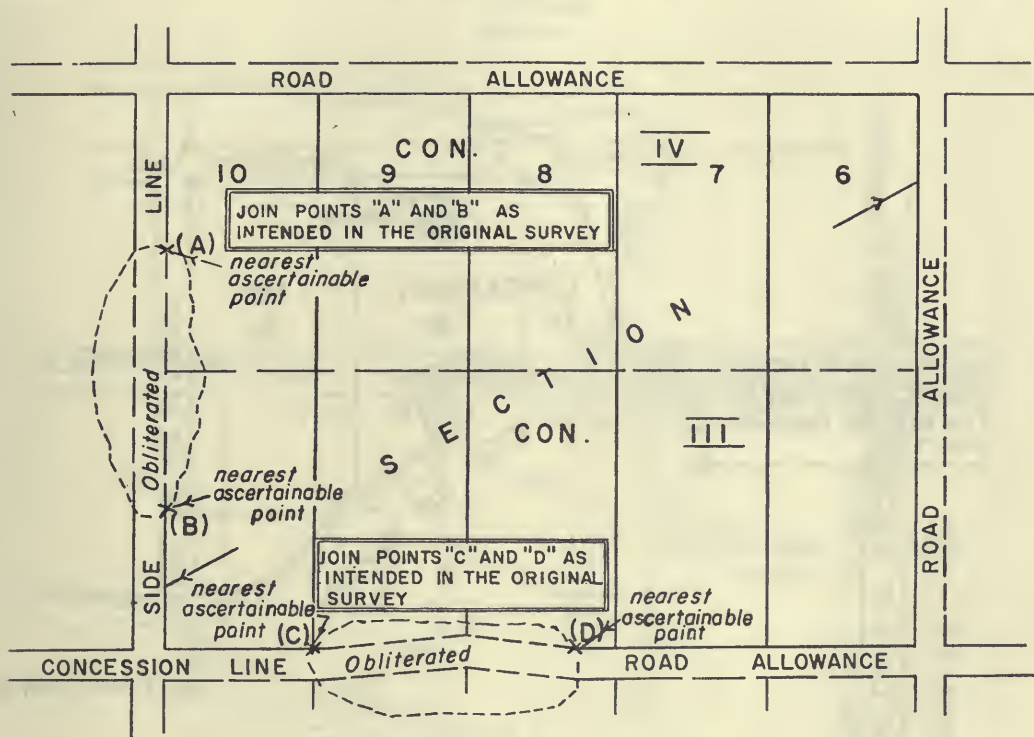 ROAD ALLOWANCE
CON. IV
10 9 8 7 6
LINE
JOIN POINTS "A" AND "B" AS
INTENDED IN THE ORIGINAL SURVEY
(A)
nearest
ascertainable
point
Obliterated
SECTION
ROAD ALLOWANCE
CON. III
nearest
ascertainable
point
(B)
SIDE
JOIN POINTS "C" AND "D" AS
INTENDED IN THE ORIGINAL
SURVEY
nearest
ascertainable
point (C)
nearest
ascertainable
point
(D)
Obliterated
CONCESSION LINE ROAD ALLOWANCE